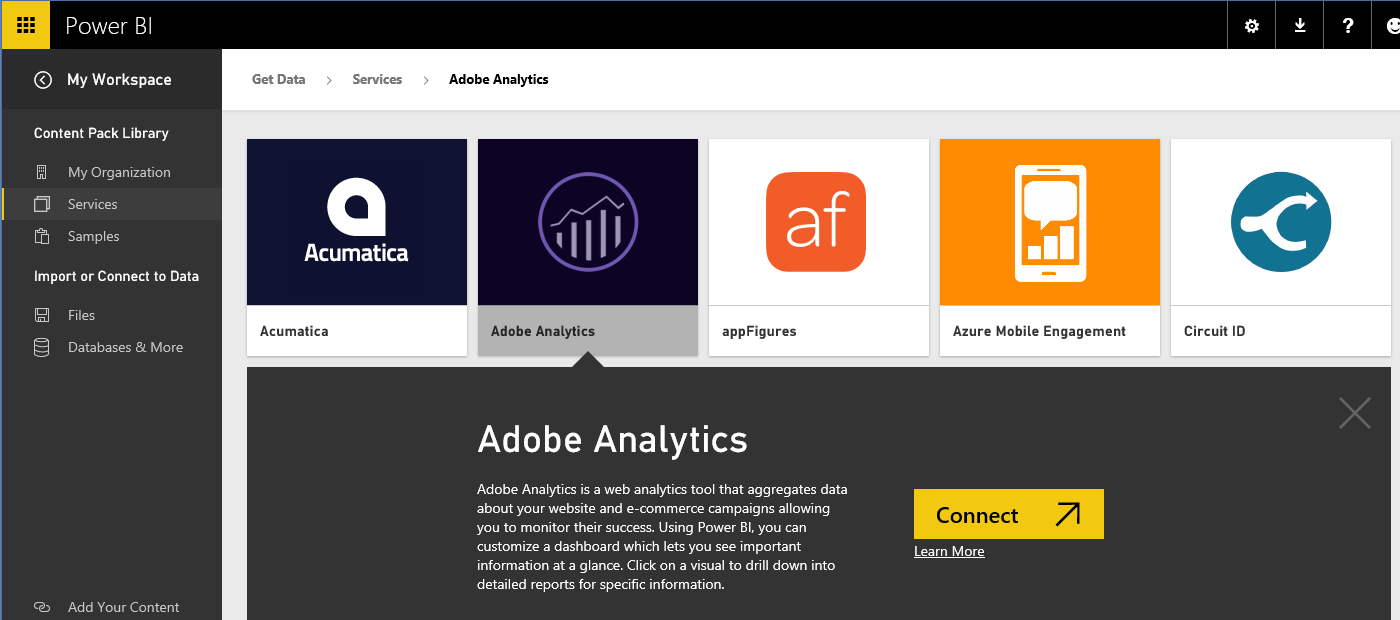 Power BI
?
My Workspace
Get Data > Services > Adobe Analytics
Content Pack Library
My Organization
Services
Samples
Import or Connect to Data
Files
Databases & More
Add Your Content
Acumatica
af
Acumatica
Adobe Analytics
appFigures
Azure Mobile Engagement
Circuit ID
Adobe Analytics
Adobe Analytics is a web analytics tool that aggregates data
about your website and e-commerce campaigns allowing
you to monitor their success. Using Power BI, you can
customize a dashboard which lets you see important
information at a glance. Click on a visual to drill down into
detailed reports for specific information.
Connect
Learn More